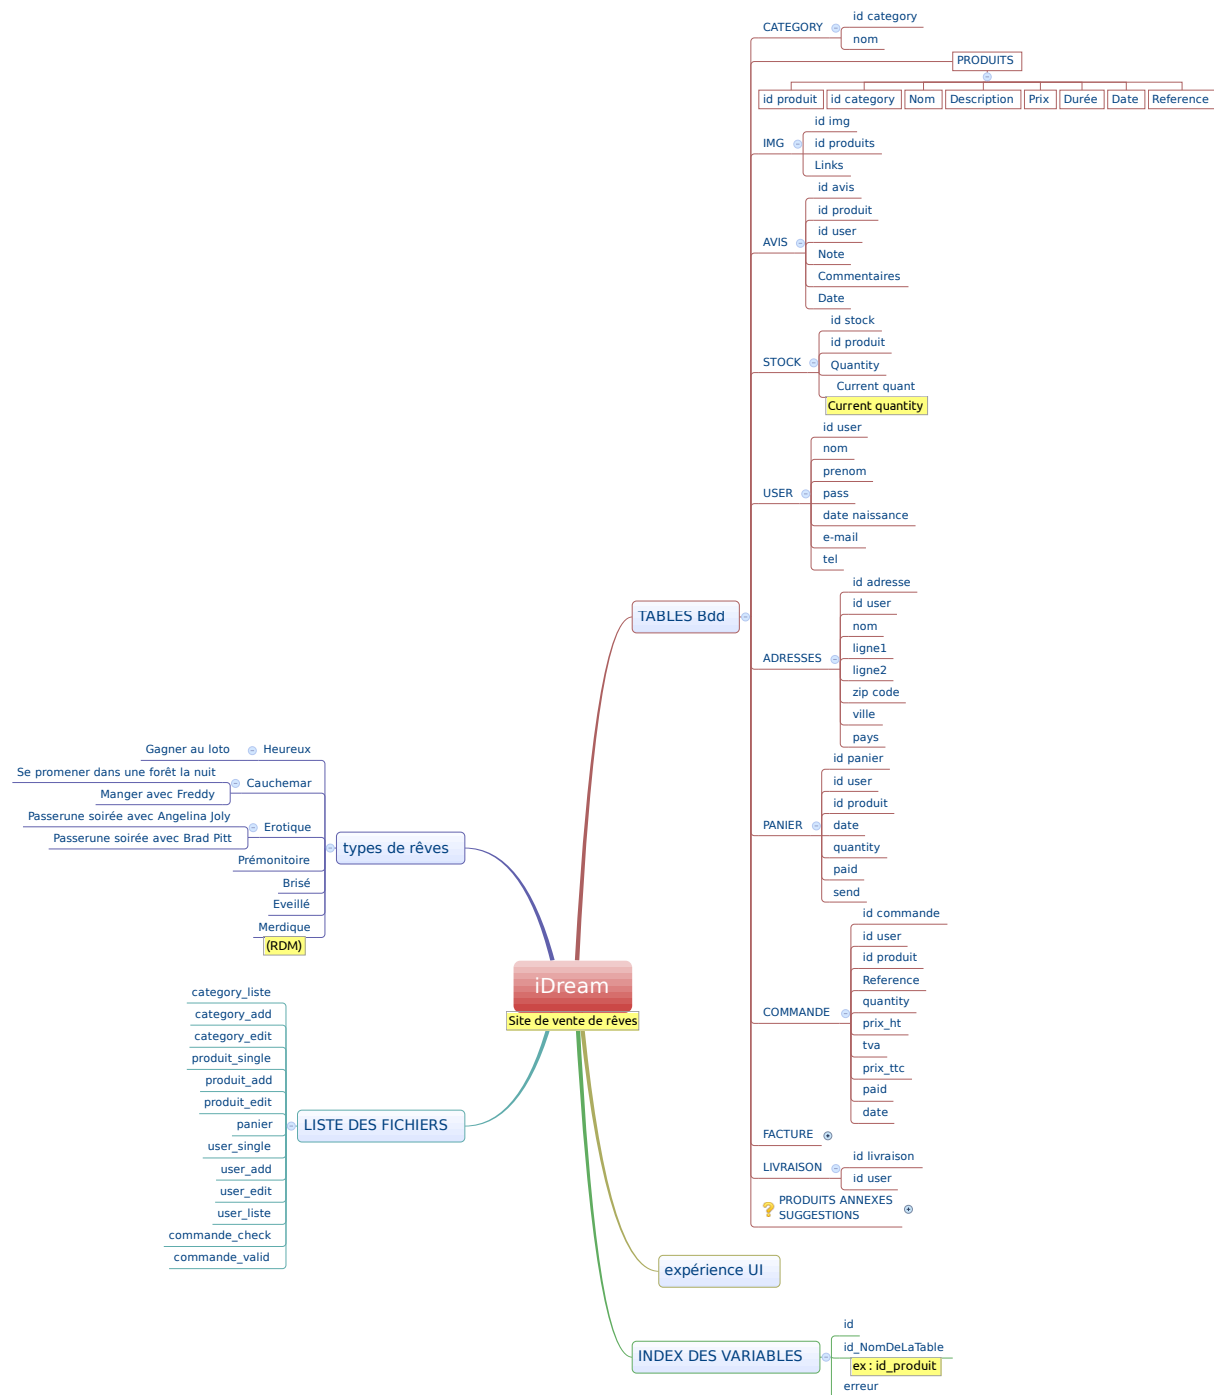 CATEGORY
id category
nom
PRODUITS
id produit
id category
Nom
Description
Prix
Durée
Date
Reference
IMG
id img
id produits
Links
AVIS
id avis
id produit
id user
Note
Commentaires
Date
STOCK
id stock
id produit
Quantity
Current quant
Current quantity
USER
id user
nom
prenom
pass
date naissance
e-mail
tel
TABLES Bdd
ADRESSES
id adresse
id user
nom
ligne1
ligne2
zip code
ville
pays
PANIER
id panier
id user
id produit
date
quantity
paid
send
COMMANDE
id commande
id user
id produit
Reference
quantity
prix_ht
tva
prix_ttc
paid
date
FACTURE
LIVRAISON
id livraison
id user
PRODUITS ANNEXES
SUGGESTIONS
types de rêves
Heureux
Gagner au loto
Cauchemar
Se promener dans une forêt la nuit
Manger avec Freddy
Erotique
Passerune soirée avec Angelina Joly
Passerune soirée avec Brad Pitt
Prémonitoire
Brisé
Eveillé
Merdique
(RDM)
iDream
Site de vente de rêves
LISTE DES FICHIERS
category_liste
category_add
category_edit
produit_single
produit_add
produit_edit
panier
user_single
user_add
user_edit
user_liste
commande_check
commande_valid
expérience UI
INDEX DES VARIABLES
id
id_NomDeLaTable
ex : id_produit
erreur